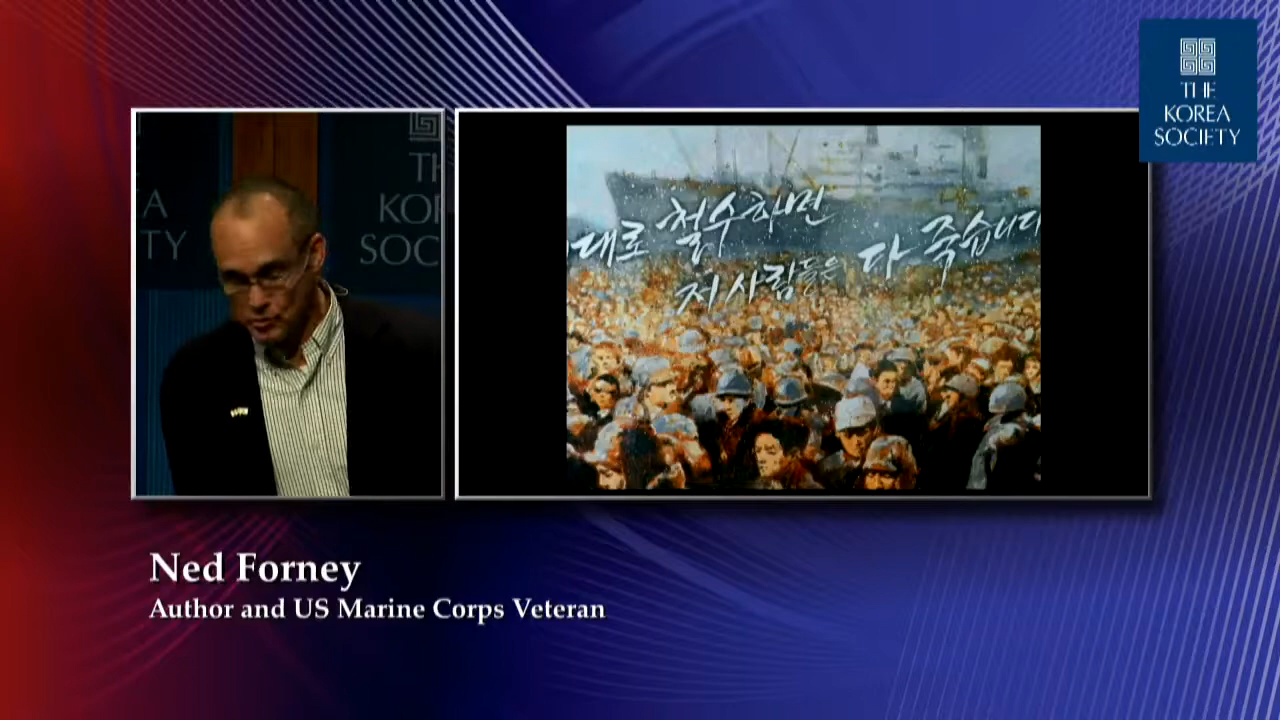 THE
KOREA
SOCIETY
대로 철수하면
저 사람들은 다 죽습니다
Ned Forney
Author and US Marine Corps Veteran